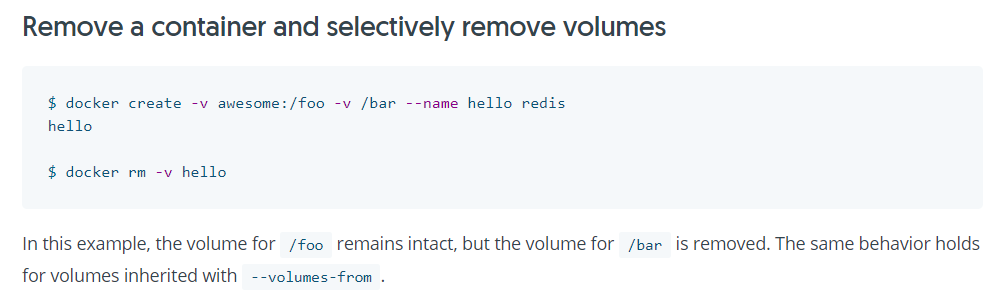 Remove a container and selectively remove volumes
$ docker create -v awesome:/foo -v /bar --name hello redis
hello
$ docker rm -v hello
In this example, the volume for /foo remains intact, but the volume for /bar is removed. The same behavior holds
for volumes inherited with --volumes-from .